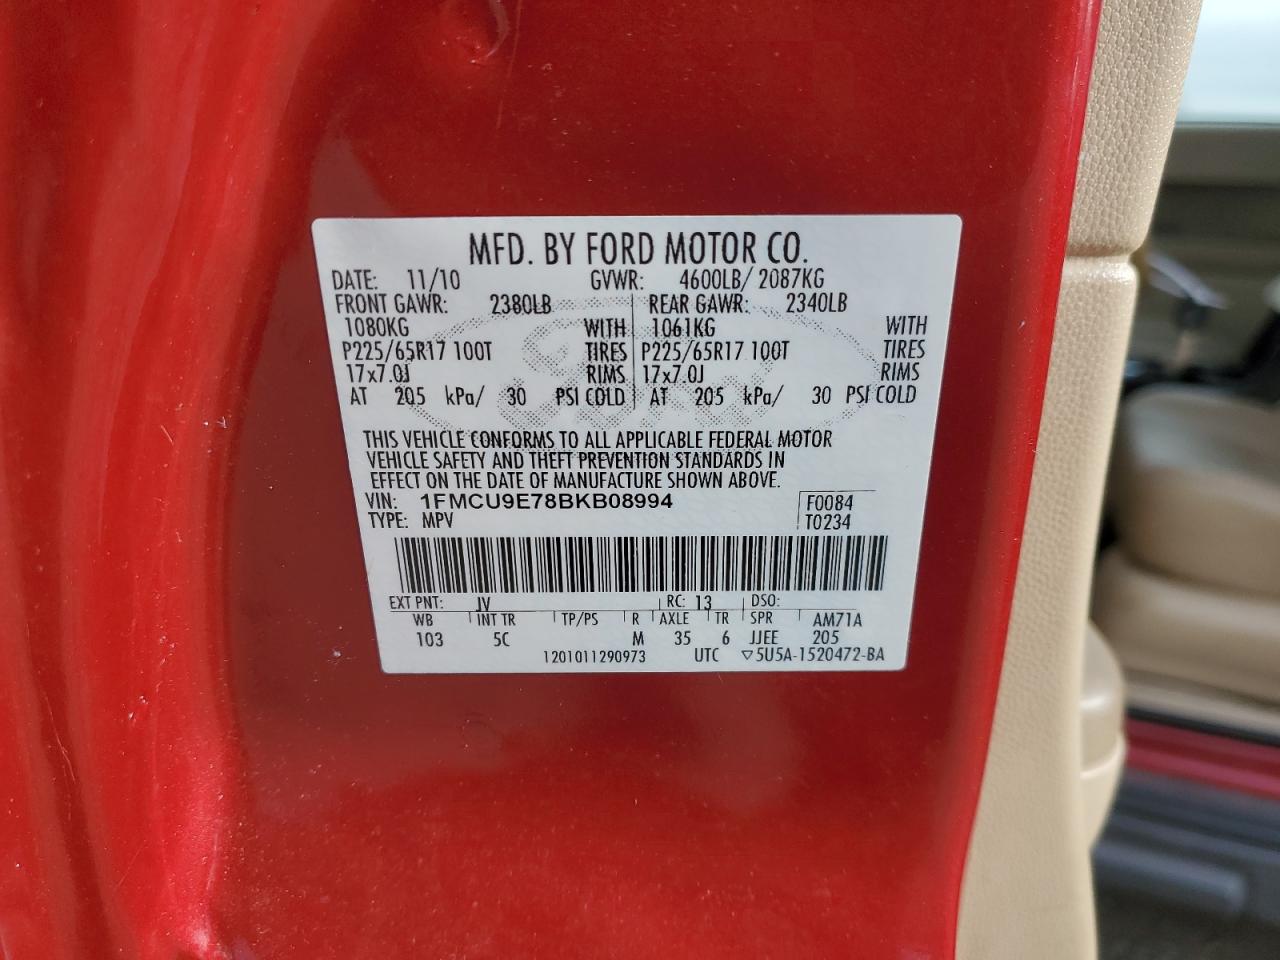 MFD. BY FORD MOTOR CO.
DATE: 11/10 GVWR: 4600LB/ 2087KG
FRONT GAWR: 2380LB REAR GAWR: 2340LB
1080KG WITH 1061KG WITH
P225/65R17 100T TIRES P225/65R17 100T TIRES
17x7.0J RIMS 17x7.0J RIMS
AT 205 kPa/ 30 PSI COLD AT 205 kPa/ 30 PSI COLD
THIS VEHICLE CONFORMS TO ALL APPLICABLE FEDERAL MOTOR
VEHICLE SAFETY AND THEFT PREVENTION STANDARDS IN
EFFECT ON THE DATE OF MANUFACTURE SHOWN ABOVE.
VIN: 1FMCU9E78BKB08994 F0084
TYPE: MPV T0234
EXT PNT: JV RC: 13 DSO:
WB INT TR TP/PS R AXLE TR SPR AM71A
103 5C M 35 6 JJEE 205
1201011290973 UTC ▽5U5A-1520472-BA